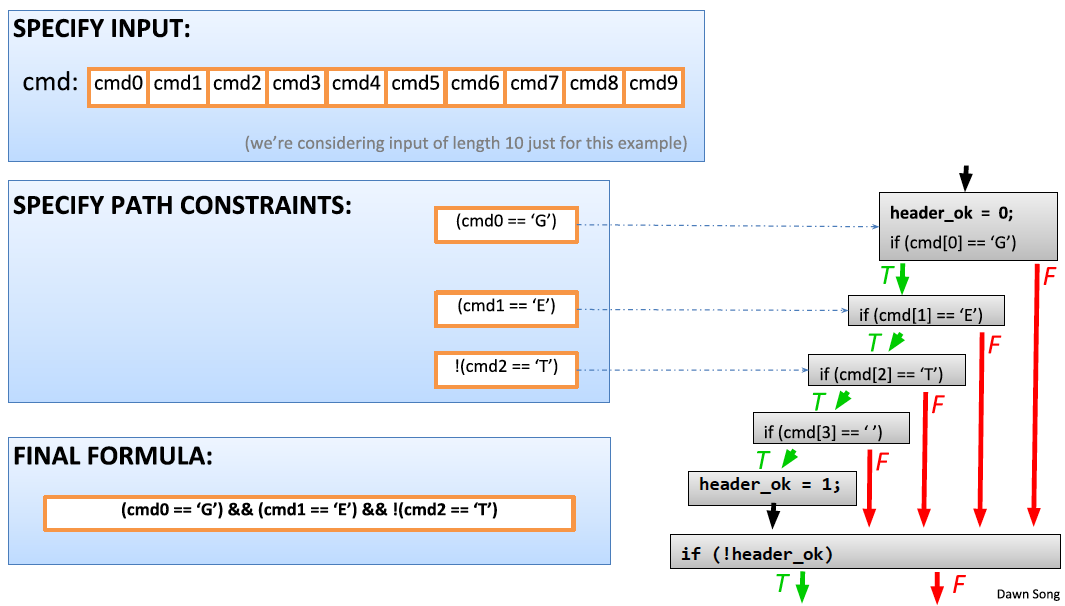 SPECIFY INPUT:
cmd: cmd0 cmd1 cmd2 cmd3 cmd4 cmd5 cmd6 cmd7 cmd8 cmd9
(we’re considering input of length 10 just for this example)
SPECIFY PATH CONSTRAINTS:
(cmd0 == ‘G’)
(cmd1 == ‘E’)
!(cmd2 == ‘T’)
FINAL FORMULA:
(cmd0 == ‘G’) && (cmd1 == ‘E’) && !(cmd2 == ‘T’)
header_ok = 0;
if (cmd[0] == ‘G’)
T F
if (cmd[1] == ‘E’)
T F
if (cmd[2] == ‘T’)
T F
if (cmd[3] == ‘ ’)
T F
header_ok = 1;
if (!header_ok)
T F
Dawn Song